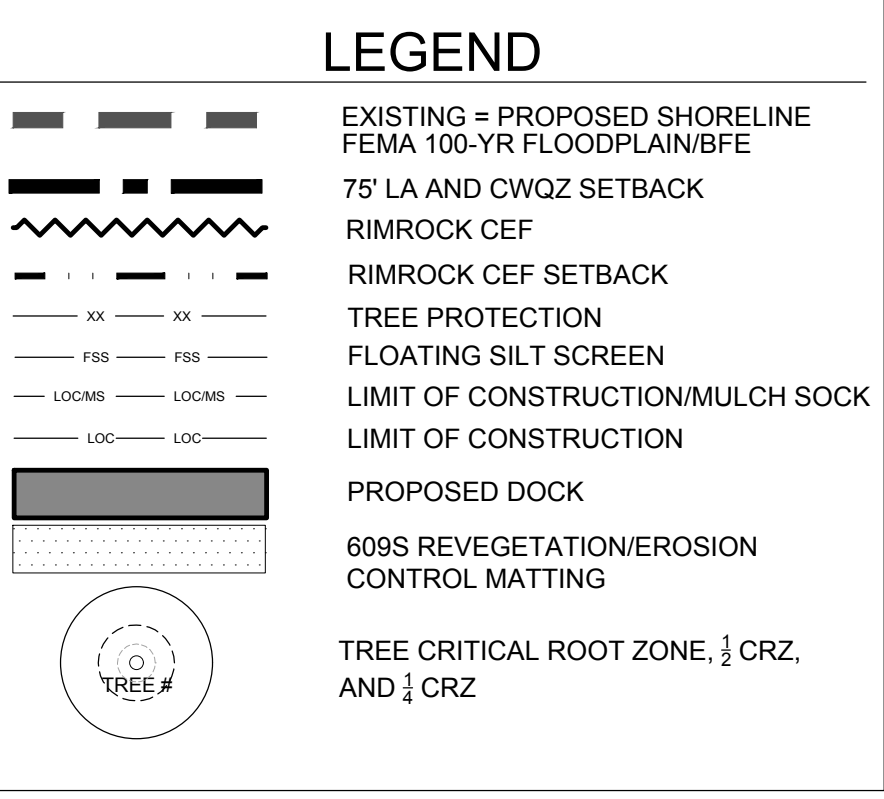 LEGEND
EXISTING = PROPOSED SHORELINE
FEMA 100-YR FLOODPLAIN/BFE
75' LA AND CWQZ SETBACK
RIMROCK CEF
RIMROCK CEF SETBACK
XX XX TREE PROTECTION
FSS FSS FLOATING SILT SCREEN
LOC/MS LOC/MS LIMIT OF CONSTRUCTION/MULCH SOCK
LOC LOC LIMIT OF CONSTRUCTION
PROPOSED DOCK
609S REVEGETATION/EROSION
CONTROL MATTING
TREE #
TREE CRITICAL ROOT ZONE, 1/2 CRZ,
AND 1/4 CRZ